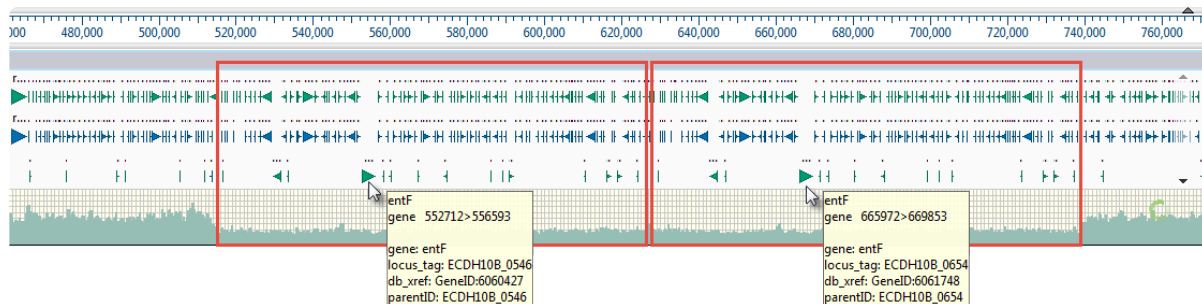 000 480,000 500,000 520,000 540,000 560,000 580,000 600,000 620,000 640,000 660,000 680,000 700,000 720,000 740,000 760,000
r...
r...
entF
gene 552712>556593
gene: entF
locus_tag: ECDH10B_0546
db_xref: GeneID:6060427
parentID: ECDH10B_0546
entF
gene 665972>669853
gene: entF
locus_tag: ECDH10B_0654
db_xref: GeneID:6061748
parentID: ECDH10B_0654